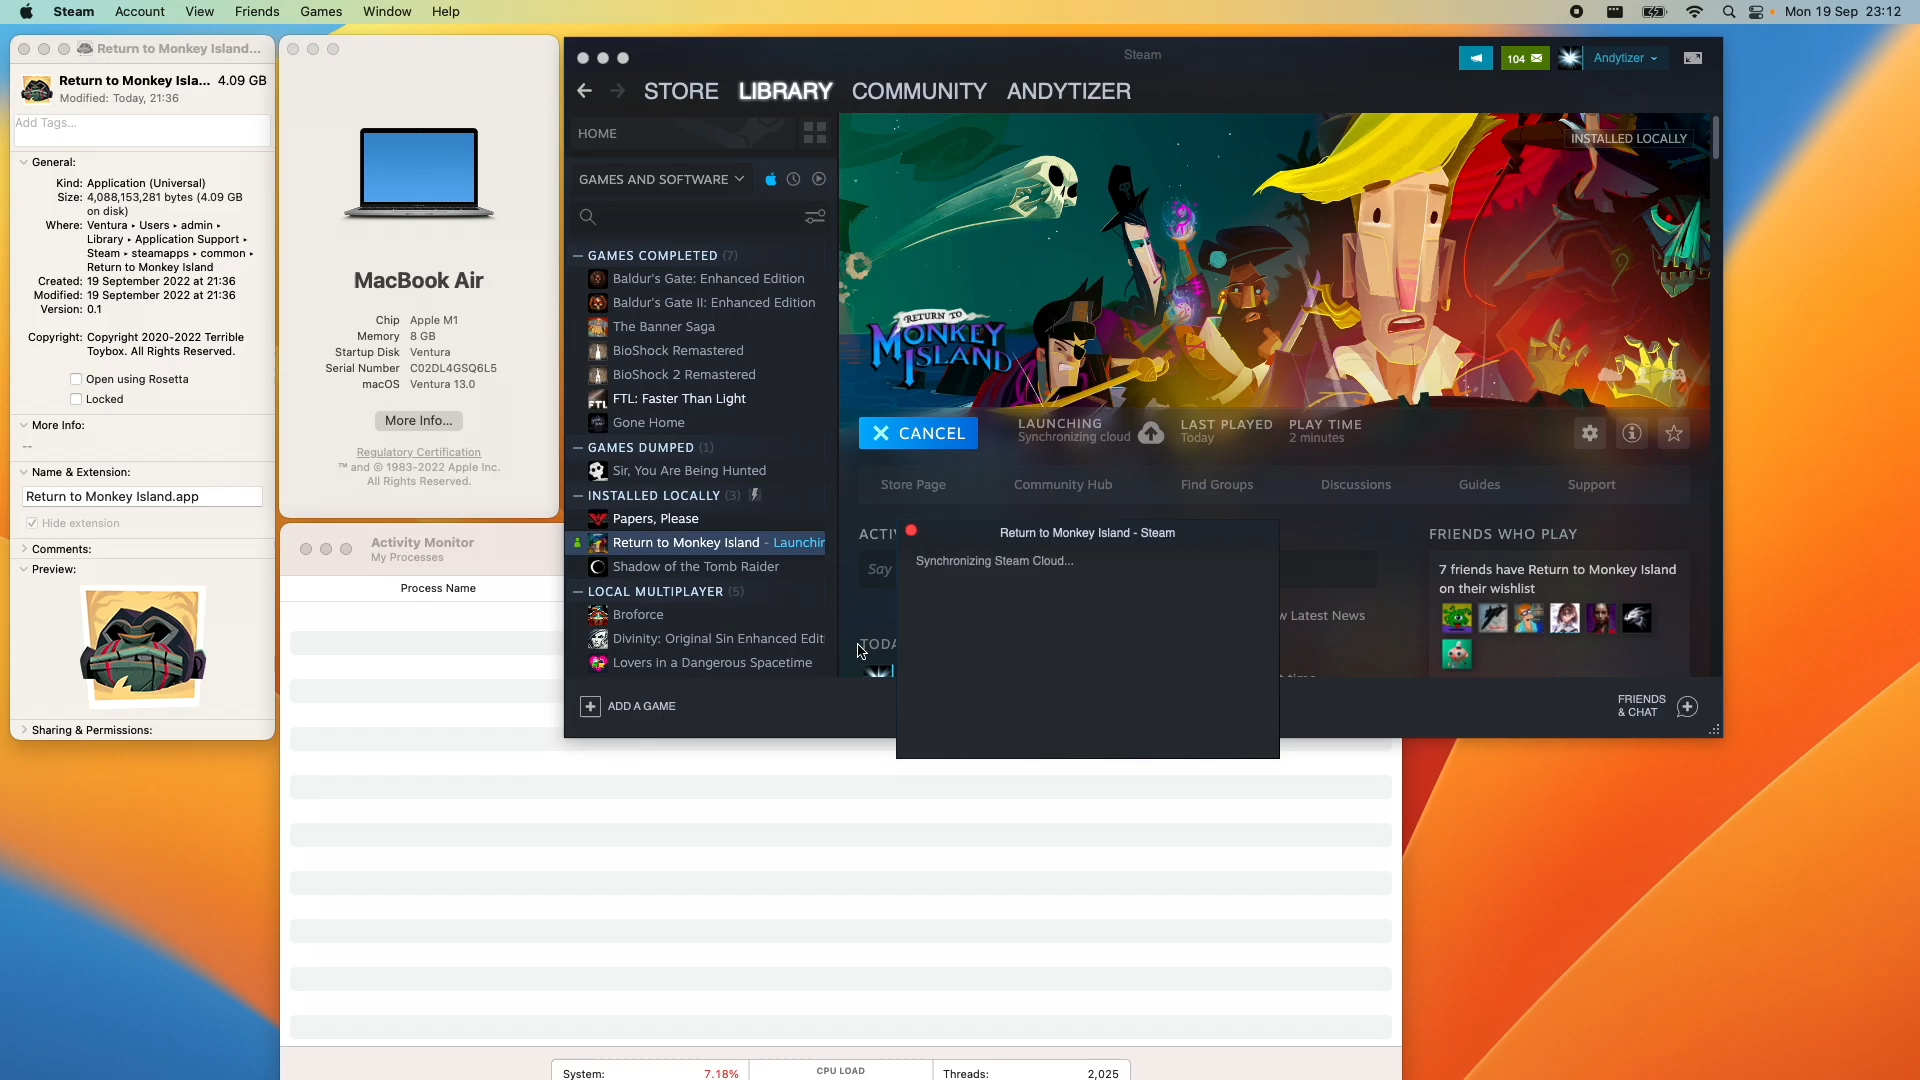 Steam Account View Friends Games Window Help
Mon 19 Sep 23:12
Return to Monkey Island...
Return to Monkey Isla... 4.09 GB
Modified: Today, 21:36
Add Tags...
General:
Kind: Application (Universal)
Size: 4,088,153,281 bytes (4.09 GB
on disk)
Where: Ventura ▸ Users ▸ admin ▸
Library ▸ Application Support ▸
Steam ▸ steamapps ▸ common ▸
Return to Monkey Island
Created: 19 September 2022 at 21:36
Modified: 19 September 2022 at 21:36
Version: 0.1
Copyright: Copyright 2020-2022 Terrible
Toybox. All Rights Reserved.
Open using Rosetta
Locked
More Info:
--
Name & Extension:
Return to Monkey Island.app
Hide extension
Comments:
Preview:
Sharing & Permissions:
MacBook Air
Chip Apple M1
Memory 8 GB
Startup Disk Ventura
Serial Number C02DL4GSQ6L5
macOS Ventura 13.0
More Info...
Regulatory Certification
™ and © 1983-2022 Apple Inc.
All Rights Reserved.
Activity Monitor
My Processes
Process Name
System: 7.18%
CPU LOAD
Threads: 2,025
Steam
104
Andytizer
STORE LIBRARY COMMUNITY ANDYTIZER
HOME
GAMES AND SOFTWARE
GAMES COMPLETED (7)
Baldur's Gate: Enhanced Edition
Baldur's Gate II: Enhanced Edition
The Banner Saga
BioShock Remastered
BioShock 2 Remastered
FTL
FTL: Faster Than Light
Gone Home
GAMES DUMPED (1)
Sir, You Are Being Hunted
INSTALLED LOCALLY (3)
Papers, Please
Return to Monkey Island - Launchin
Shadow of the Tomb Raider
LOCAL MULTIPLAYER (5)
Broforce
Divinity: Original Sin Enhanced Edit
Lovers in a Dangerous Spacetime
ADD A GAME
INSTALLED LOCALLY
RETURN TO
MONKEY
ISLAND
CANCEL
LAUNCHING
Synchronizing cloud
LAST PLAYED
Today
PLAY TIME
2 minutes
Store Page Community Hub Find Groups Discussions Guides Support
ACTIV
Say
Latest News
TODA
FRIENDS WHO PLAY
7 friends have Return to Monkey Island
on their wishlist
Return to Monkey Island - Steam
Synchronizing Steam Cloud...
FRIENDS
& CHAT